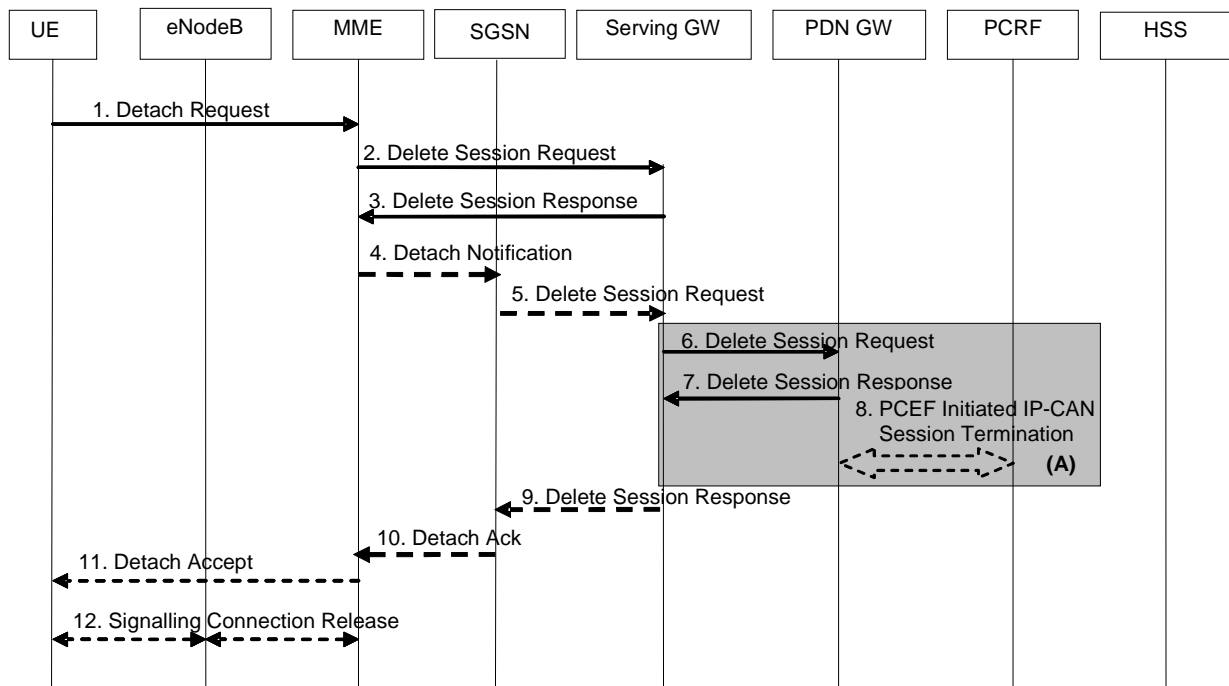 UE
eNodeB
MME
SGSN
Serving GW
PDN GW
PCRF
HSS
1. Detach Request
2. Delete Session Request
3. Delete Session Response
4. Detach Notification
5. Delete Session Request
6. Delete Session Request
7. Delete Session Response
8. PCEF Initiated IP-CAN
Session Termination
(A)
9. Delete Session Response
10. Detach Ack
11. Detach Accept
12. Signalling Connection Release